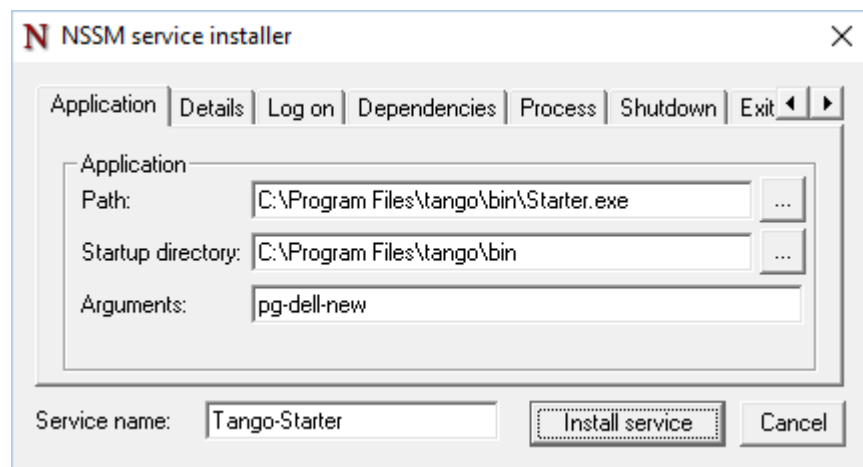 N NSSM service installer
Application Details Log on Dependencies Process Shutdown Exit
Application
Path: C:\Program Files\tango\bin\Starter.exe ...
Startup directory: C:\Program Files\tango\bin ...
Arguments: pg-dell-new
Service name: Tango-Starter Install service Cancel